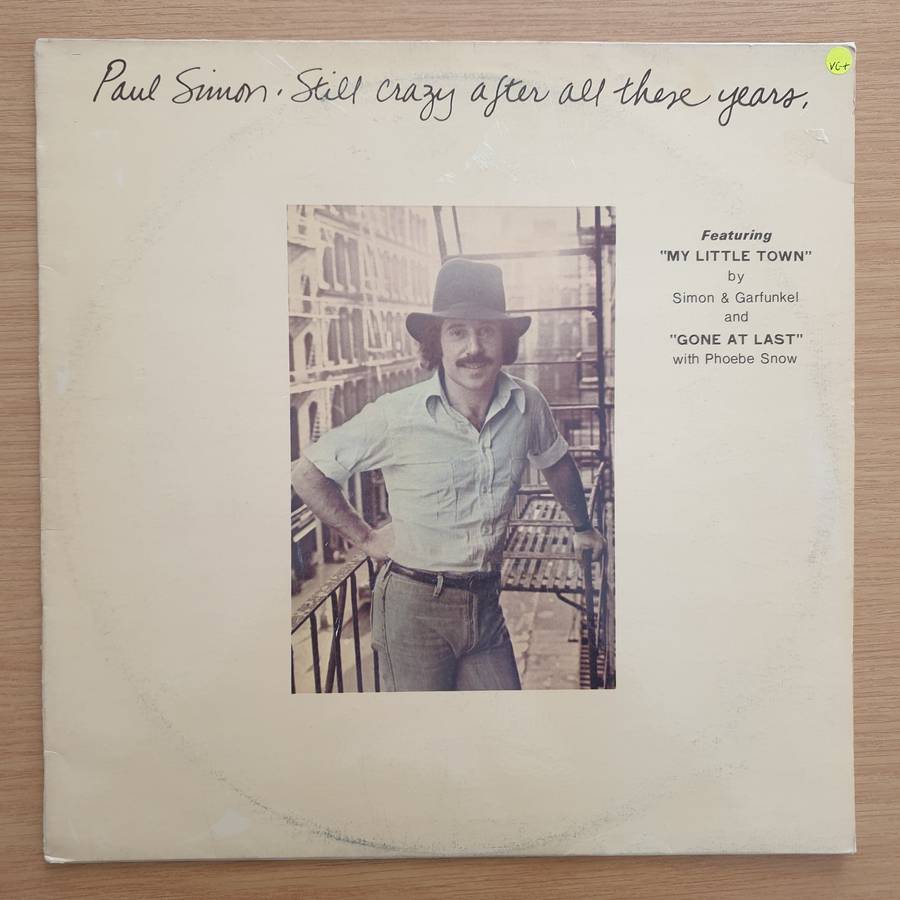 Paul Simon. Still crazy after all these years.
VG+
Featuring
"MY LITTLE TOWN"
by
Simon & Garfunkel
and
"GONE AT LAST"
with Phoebe Snow